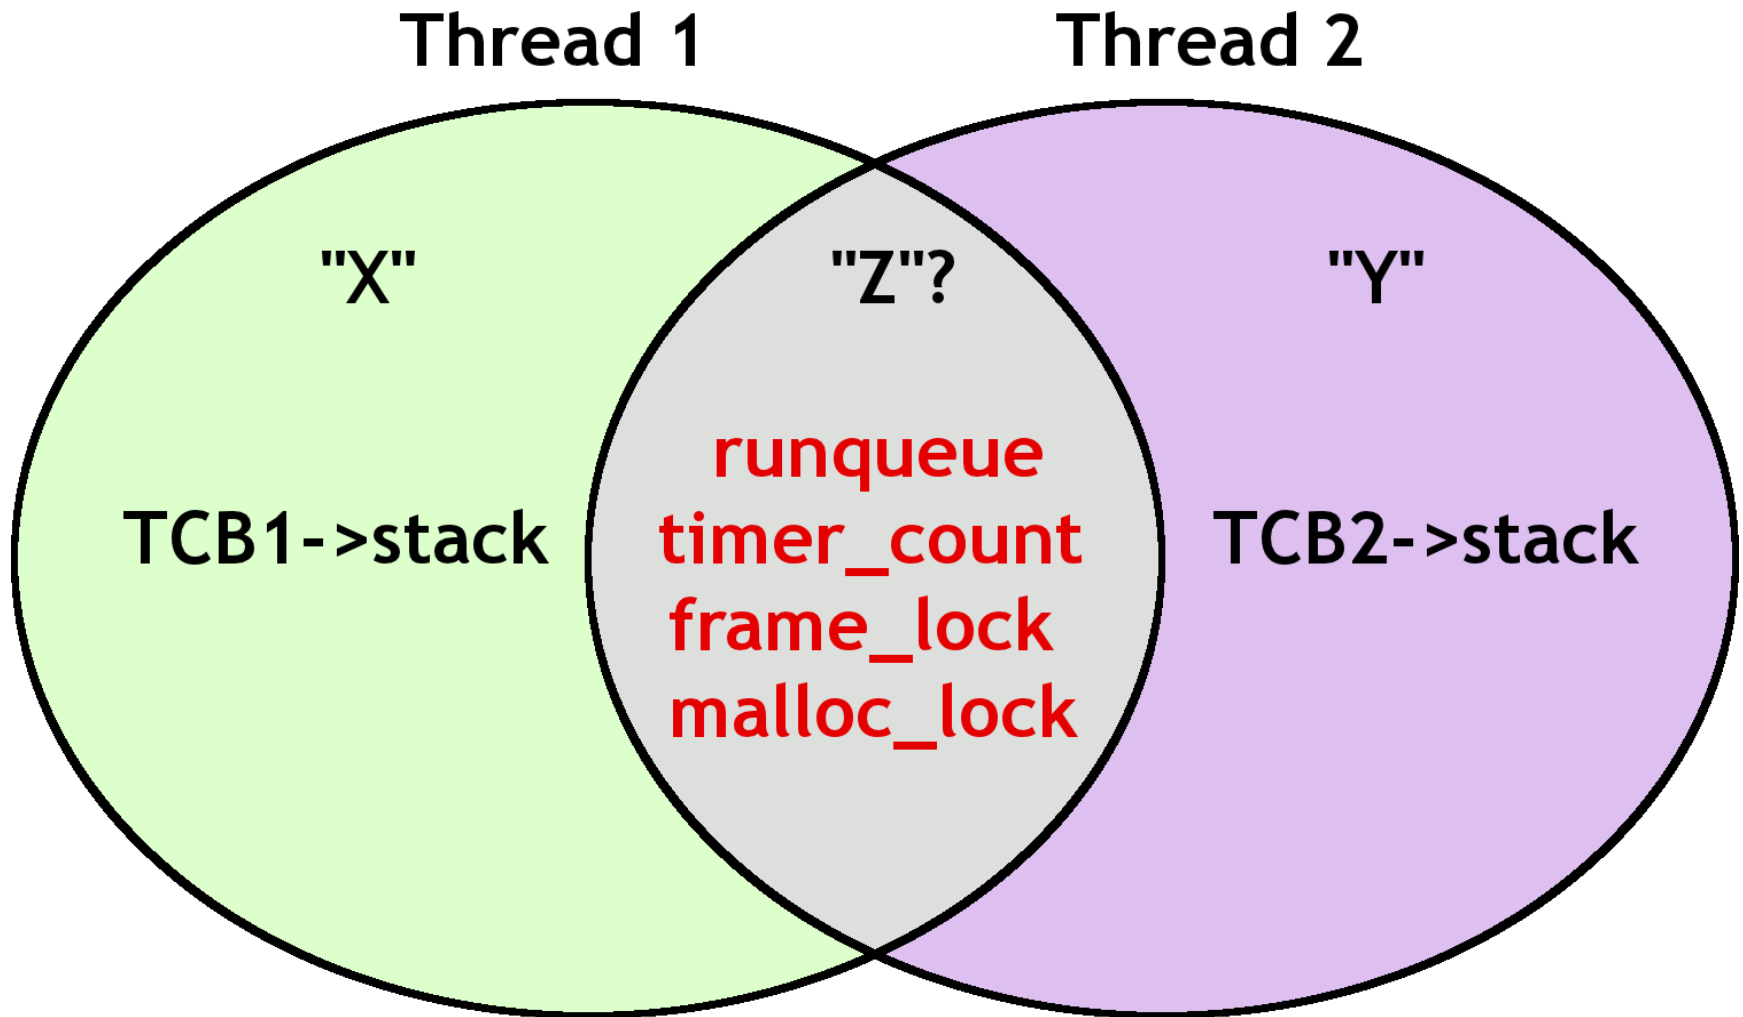 Thread 1
Thread 2
"X"
"Z"?
"Y"
runqueue
TCB1->stack
timer_count
TCB2->stack
frame_lock
malloc_lock